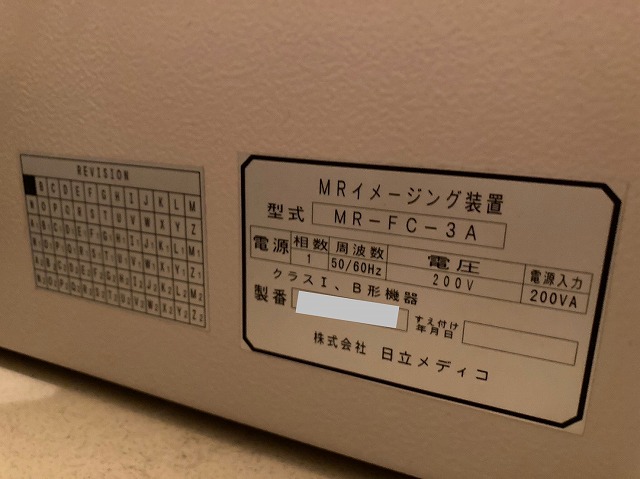 REVISION
B C D E F G H I J K L M
N O P Q R S T U V W X Y Z
MRイメージング装置
型式 MR-FC-3A
電源 相数 周波数 電圧 電源入力
1 50/60Hz 200V 200VA
クラスI、B形機器
製番 すえ付け年月日
株式会社 日立メディコ